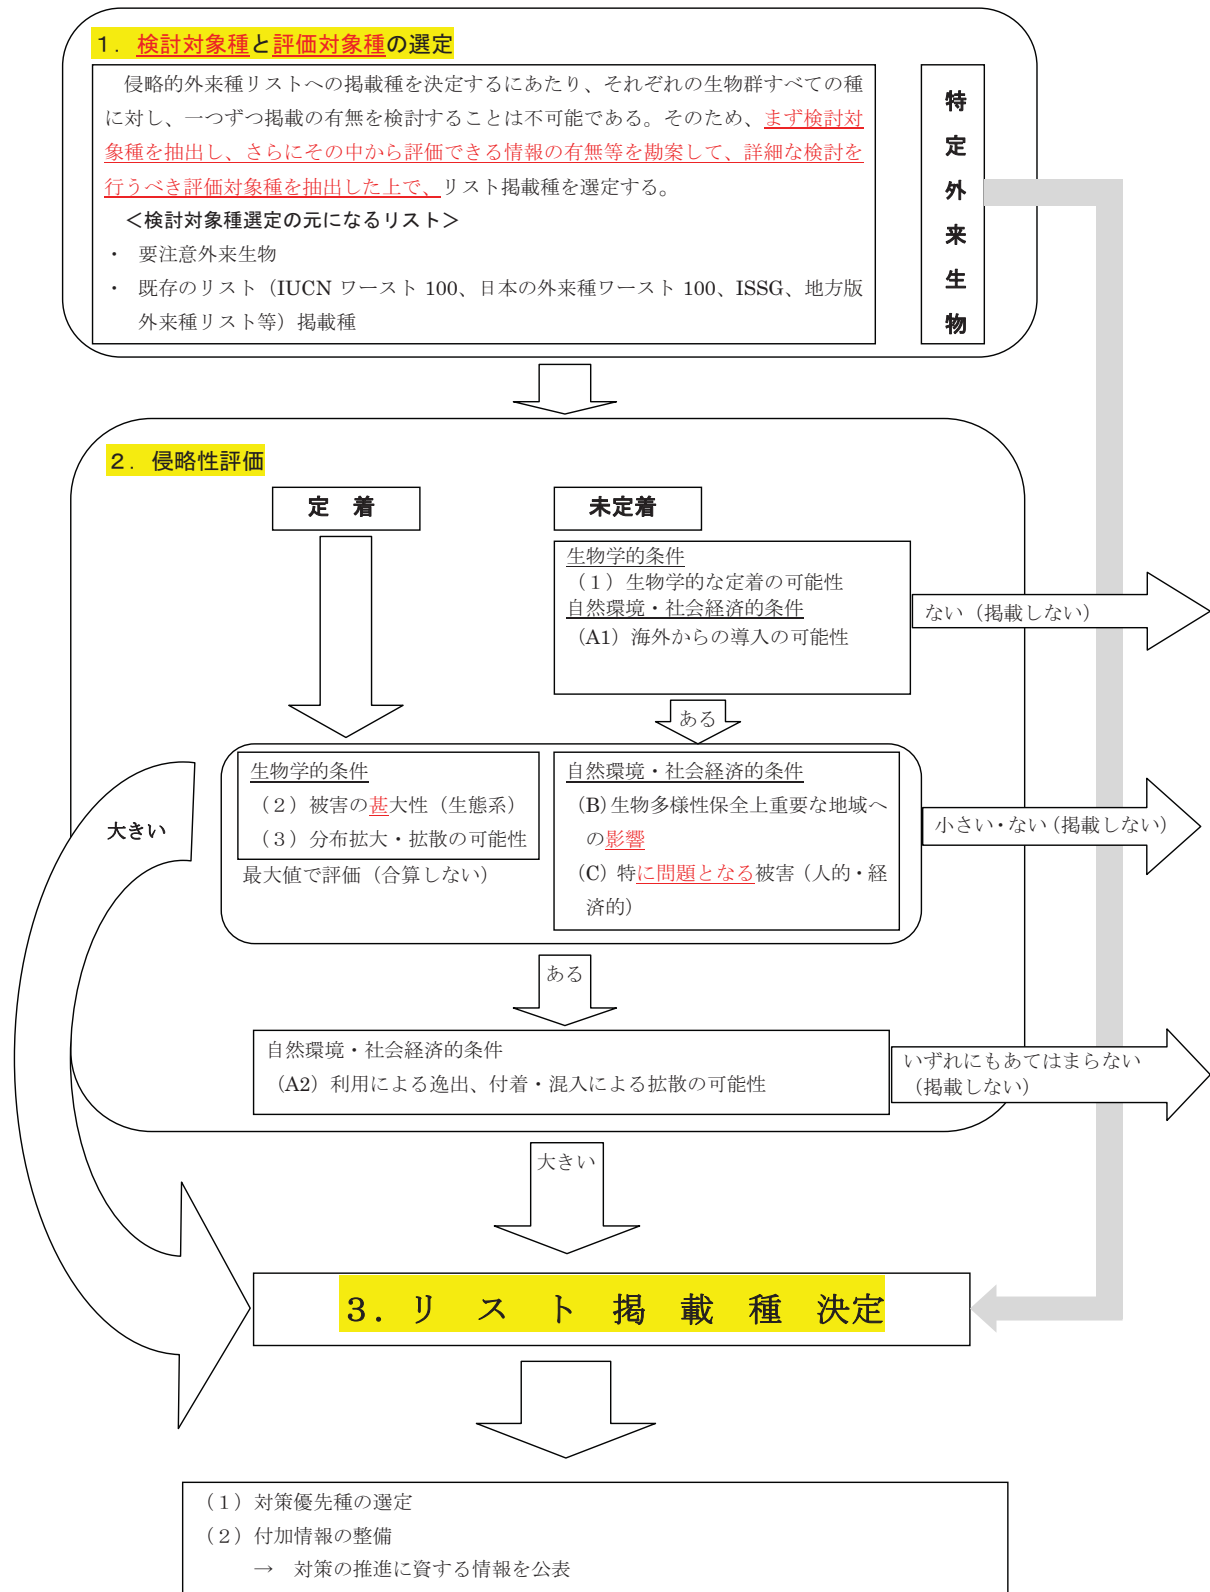 １．検討対象種と評価対象種の選定
侵略的外来種リストへの掲載種を決定するにあたり、それぞれの生物群すべての種
に対し、一つずつ掲載の有無を検討することは不可能である。そのため、まず検討対
象種を抽出し、さらにその中から評価できる情報の有無等を勘案して、詳細な検討を
行うべき評価対象種を抽出した上で、リスト掲載種を選定する。
＜検討対象種選定の元になるリスト＞
・ 要注意外来生物
・ 既存のリスト（IUCN ワースト 100、日本の外来種ワースト 100、ISSG、地方版
外来種リスト等）掲載種
特
定
外
来
生
物
２．侵略性評価
定　着
未定着
生物学的条件
（１）生物学的な定着の可能性
自然環境・社会経済的条件
（A1）海外からの導入の可能性
ない（掲載しない）
ある
大きい
生物学的条件
（２）被害の甚大性（生態系）
（３）分布拡大・拡散の可能性
最大値で評価（合算しない）
自然環境・社会経済的条件
（B）生物多様性保全上重要な地域へ
の影響
（C）特に問題となる被害（人的・経
済的）
小さい・ない（掲載しない）
ある
自然環境・社会経済的条件
（A2）利用による逸出、付着・混入による拡散の可能性
いずれにもあてはまらない
（掲載しない）
大きい
３．リ　ス　ト　掲　載　種　決定
（１）対策優先種の選定
（２）付加情報の整備
→　対策の推進に資する情報を公表